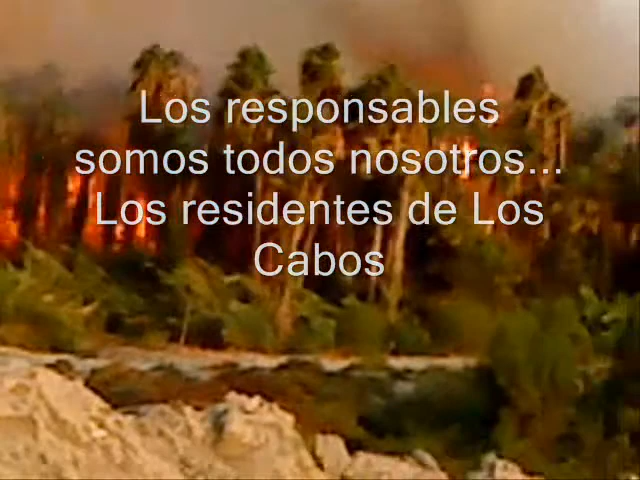 Los responsables
somos todos nosotros...
Los residentes de Los
Cabos